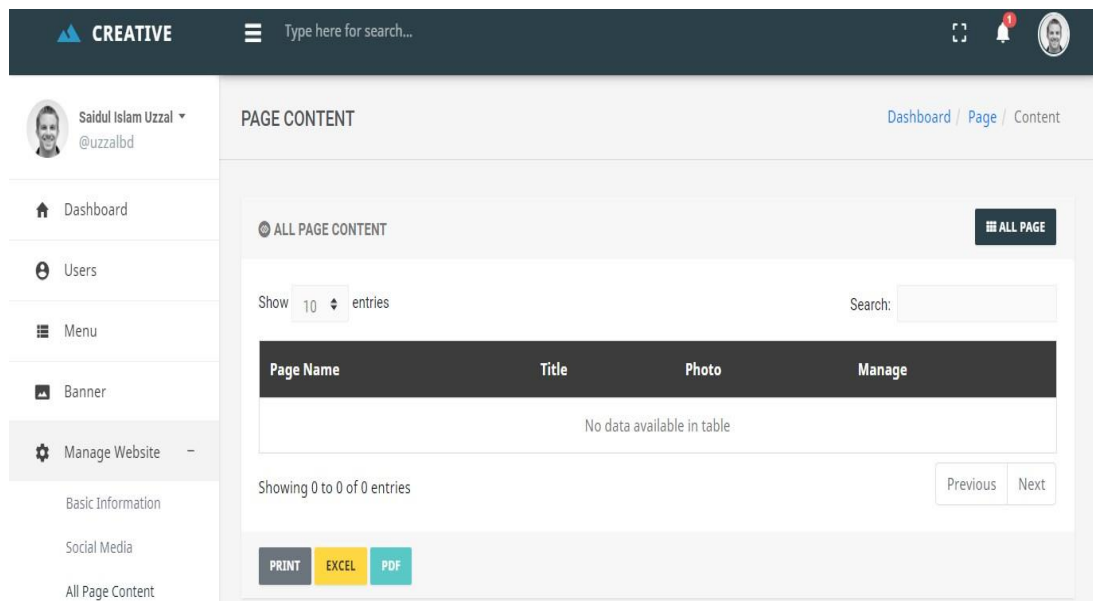 CREATIVE
Type here for search...
1
Saidul Islam Uzzal
@uzzalbd
Dashboard
Users
Menu
Banner
Manage Website
Basic Information
Social Media
All Page Content
PAGE CONTENT
Dashboard / Page / Content
ALL PAGE CONTENT
ALL PAGE
Show 10 entries
Search:
Page Name Title Photo Manage
No data available in table
Showing 0 to 0 of 0 entries
Previous Next
PRINT EXCEL PDF